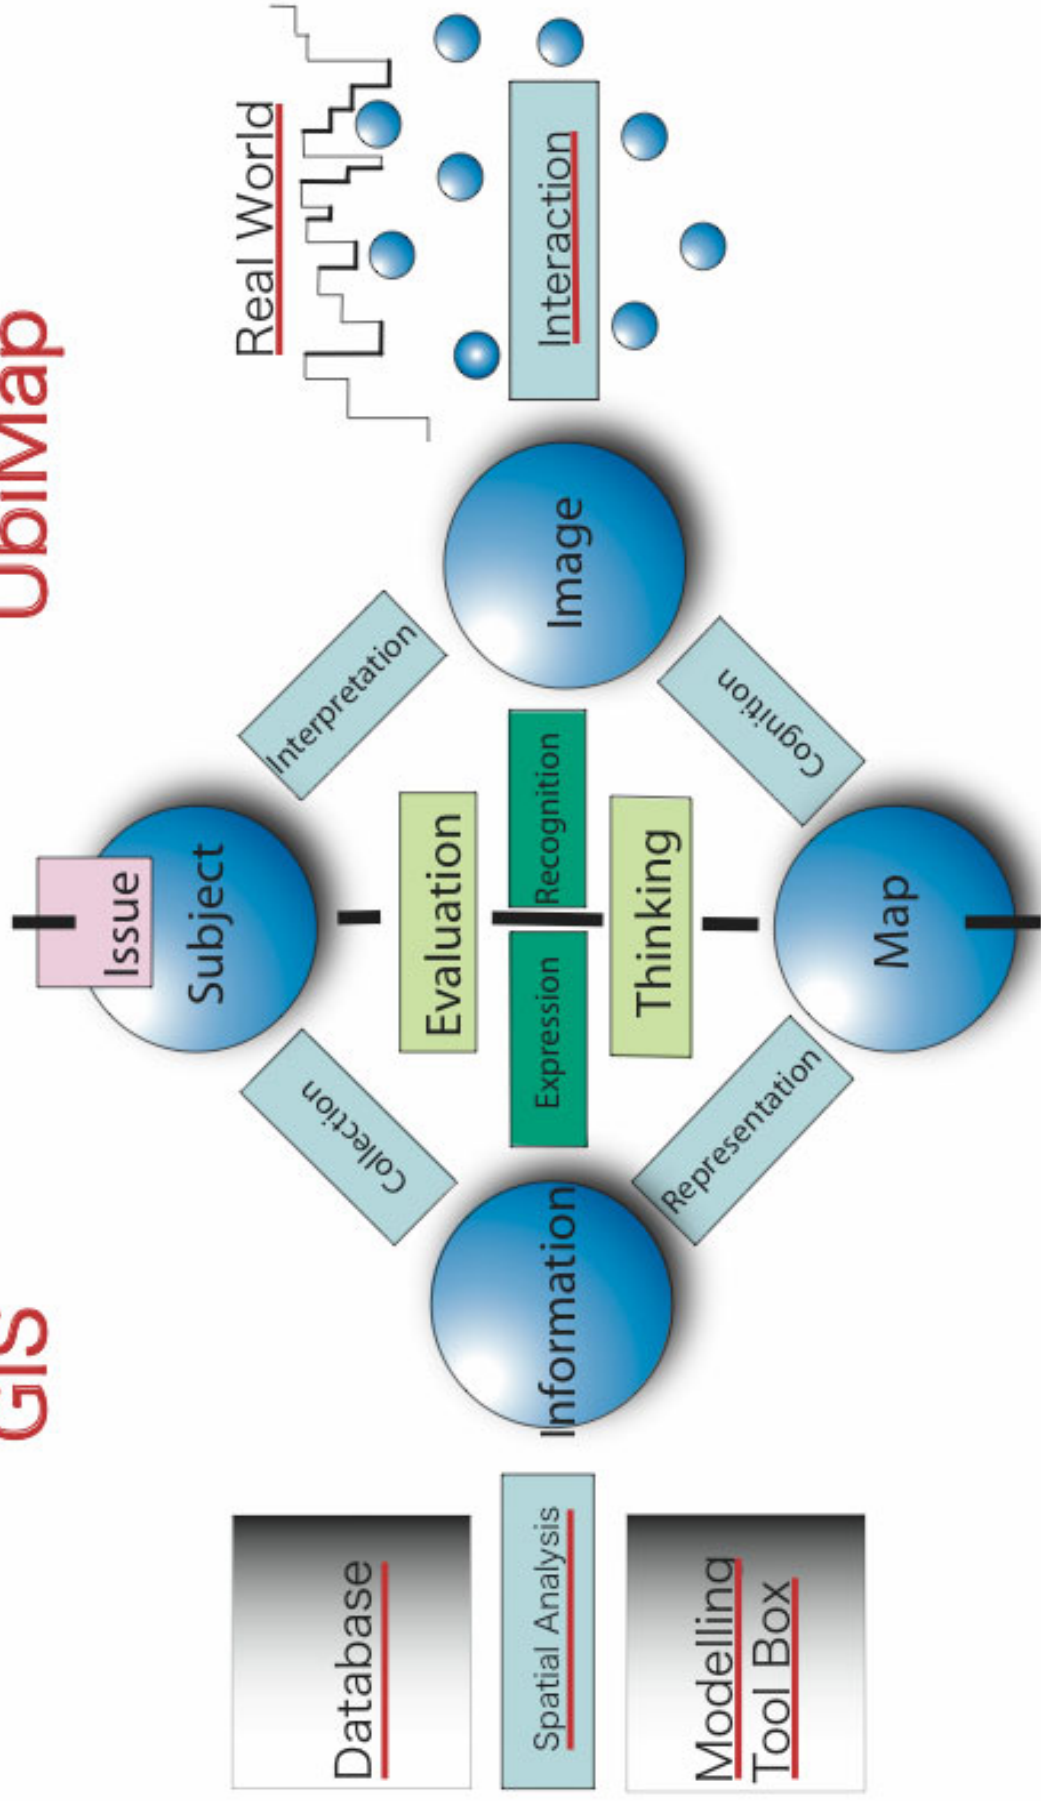 GIS
UbiMap
Issue
Subject
Real World
Database
Collection
Interpretation
Evaluation
Spatial Analysis
Information
Expression
Recognition
Image
Interaction
Thinking
Modelling
Tool Box
Representation
Cognition
Map